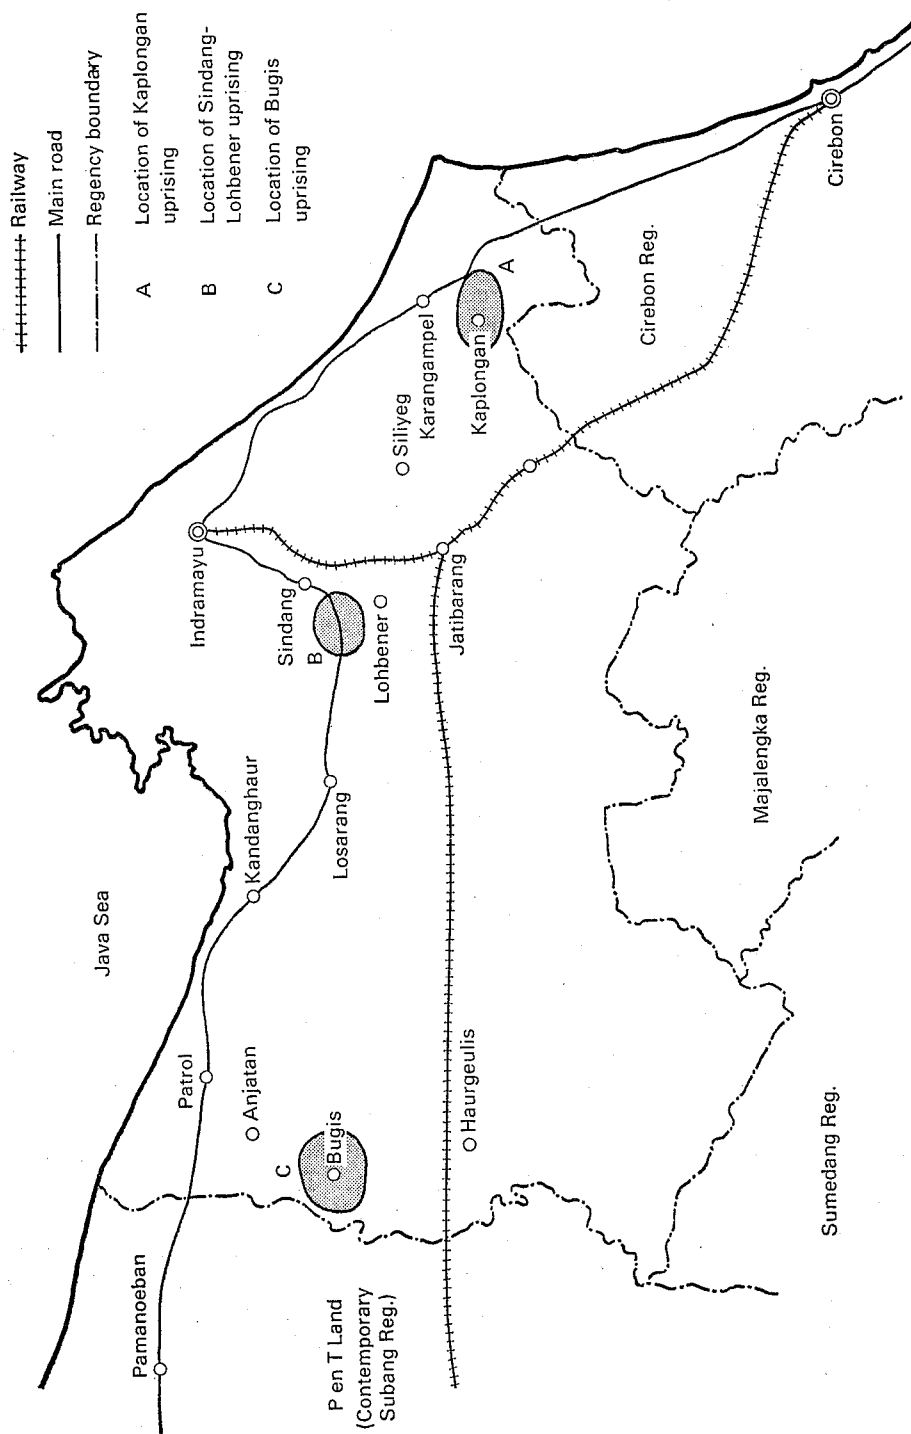 Railway
Main road
Regency boundary
A Location of Kaplongan
uprising
B Location of Sindang-
Lohbener uprising
C Location of Bugis
uprising
Java Sea
Pamanoeban
Patrol
Anjatan
C
Bugis
Haurgeulis
Kandanghaur
Losarang
Indramayu
Sindang
B
Lohbener
Jatibarang
Siliyeg
Karangampel
Kaplongan
A
Cirebon
Cirebon Reg.
Majalengka Reg.
Sumedang Reg.
P en T Land
(Contemporary
Subang Reg.)